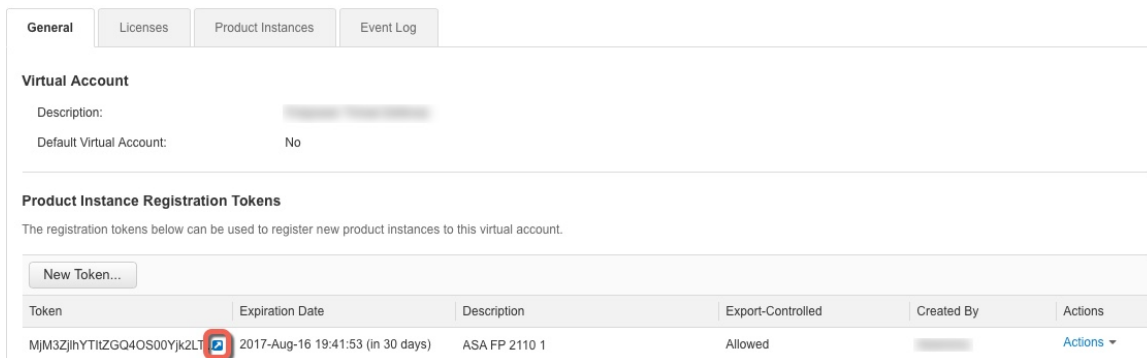 General Licenses Product Instances Event Log
Virtual Account
Description:
Default Virtual Account: No
Product Instance Registration Tokens
The registration tokens below can be used to register new product instances to this virtual account.
New Token...
Token Expiration Date Description Export-Controlled Created By Actions
MjM3ZjlhYTItZGQ4OS00Yjk2LT 2017-Aug-16 19:41:53 (in 30 days) ASA FP 2110 1 Allowed Actions